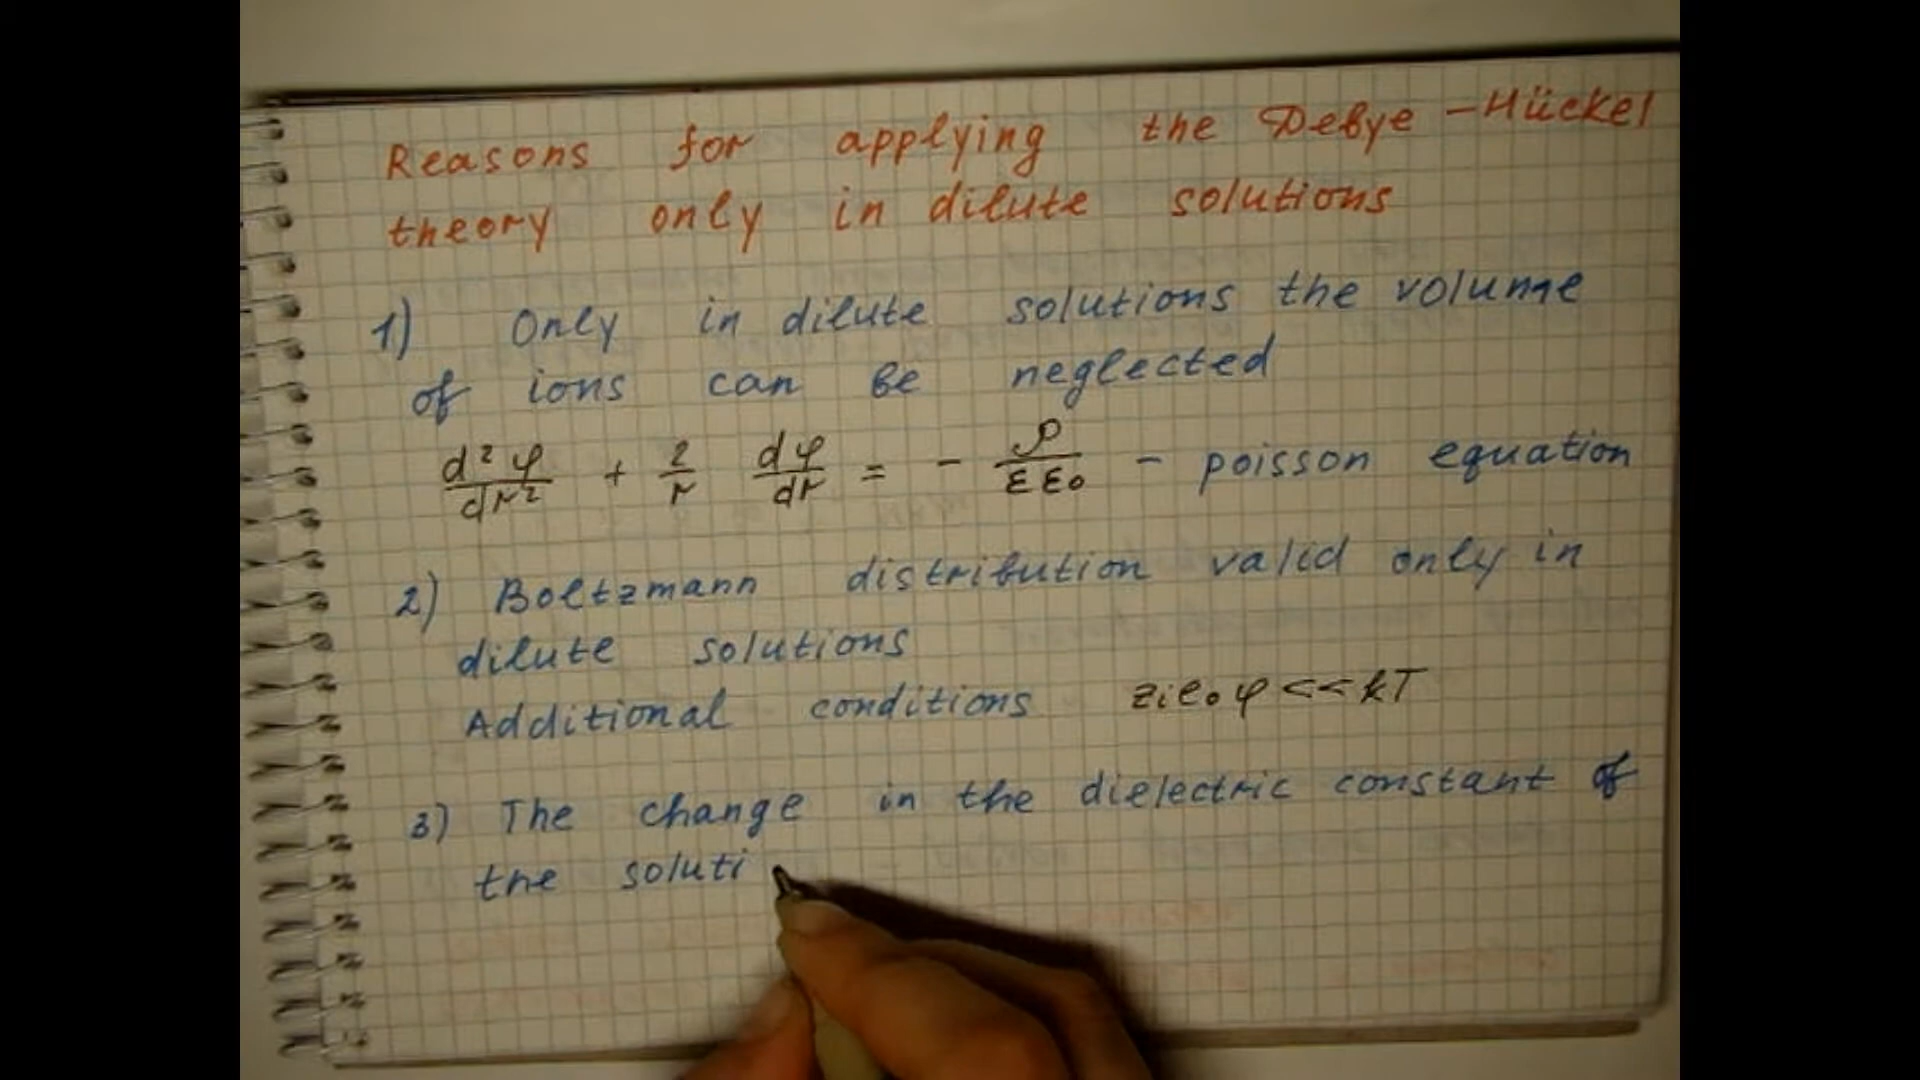 Reasons for applying the Debye - Hückel
theory only in dilute solutions
1) Only in dilute solutions the volume
of ions can be neglected
d²φ/dr² + 2/r dφ/dr = - ρ/εε₀ - poisson equation
2) Boltzmann distribution valid only in
dilute solutions
Additional conditions zᵢe₀φ << kT
3) The change in the dielectric constant of
the soluti